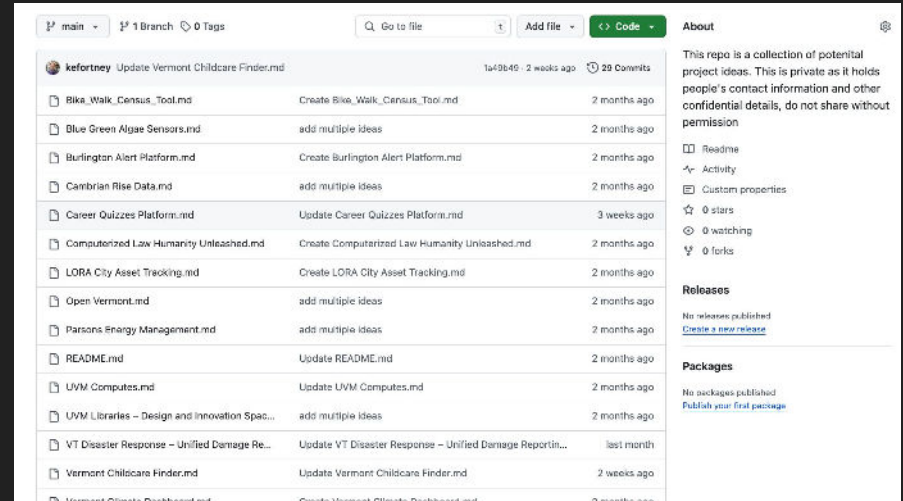 main
1 Branch
0 Tags
Go to file
t
Add file
Code
kefortney Update Vermont Childcare Finder.md
1a49b49 · 2 weeks ago
29 Commits
Bike_Walk_Census_Tool.md Create Bike_Walk_Census_Tool.md 2 months ago
Blue Green Algae Sensors.md add multiple ideas 2 months ago
Burlington Alert Platform.md Create Burlington Alert Platform.md 2 months ago
Cambrian Rise Data.md add multiple ideas 2 months ago
Career Quizzes Platform.md Update Career Quizzes Platform.md 3 weeks ago
Computerized Law Humanity Unleashed.md Create Computerized Law Humanity Unleashed.md 2 months ago
LORA City Asset Tracking.md Create LORA City Asset Tracking.md 2 months ago
Open Vermont.md add multiple ideas 2 months ago
Parsons Energy Management.md add multiple ideas 2 months ago
README.md Update README.md 2 months ago
UVM Computes.md Update UVM Computes.md 2 months ago
UVM Libraries – Design and Innovation Spac... add multiple ideas 2 months ago
VT Disaster Response – Unified Damage Re... Update VT Disaster Response – Unified Damage Reportin... last month
Vermont Childcare Finder.md Update Vermont Childcare Finder.md 2 weeks ago
About
This repo is a collection of potenital
project ideas. This is private as it holds
people's contact information and other
confidential details, do not share without
permission
Readme
Activity
Custom properties
0 stars
0 watching
0 forks
Releases
No releases published
Create a new release
Packages
No packages published
Publish your first package